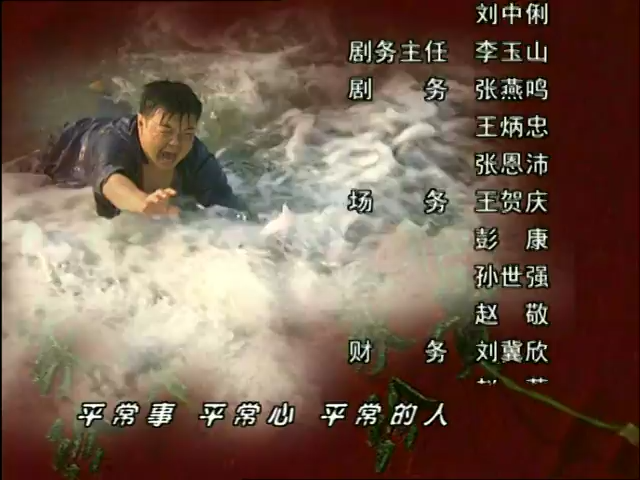 刘中俐
剧务主任 李玉山
剧 务 张燕鸣
王炳忠
张恩沛
场 务 王贺庆
彭 康
孙世强
赵 敬
财 务 刘冀欣
平常事 平常心 平常的人